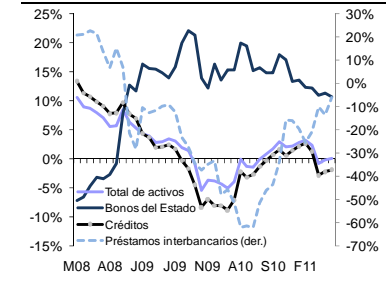 25% 30%
20% 20%
15% 10%
10% 0%
5% -10%
0% -20%
-5% -30%
-10% -40%
-15% -50%
-60%
-70%
Total de activos
Bonos del Estado
Créditos
Préstamos interbancarios (der.)
M08 A08 J09 J09 N09 A10 S10 F11